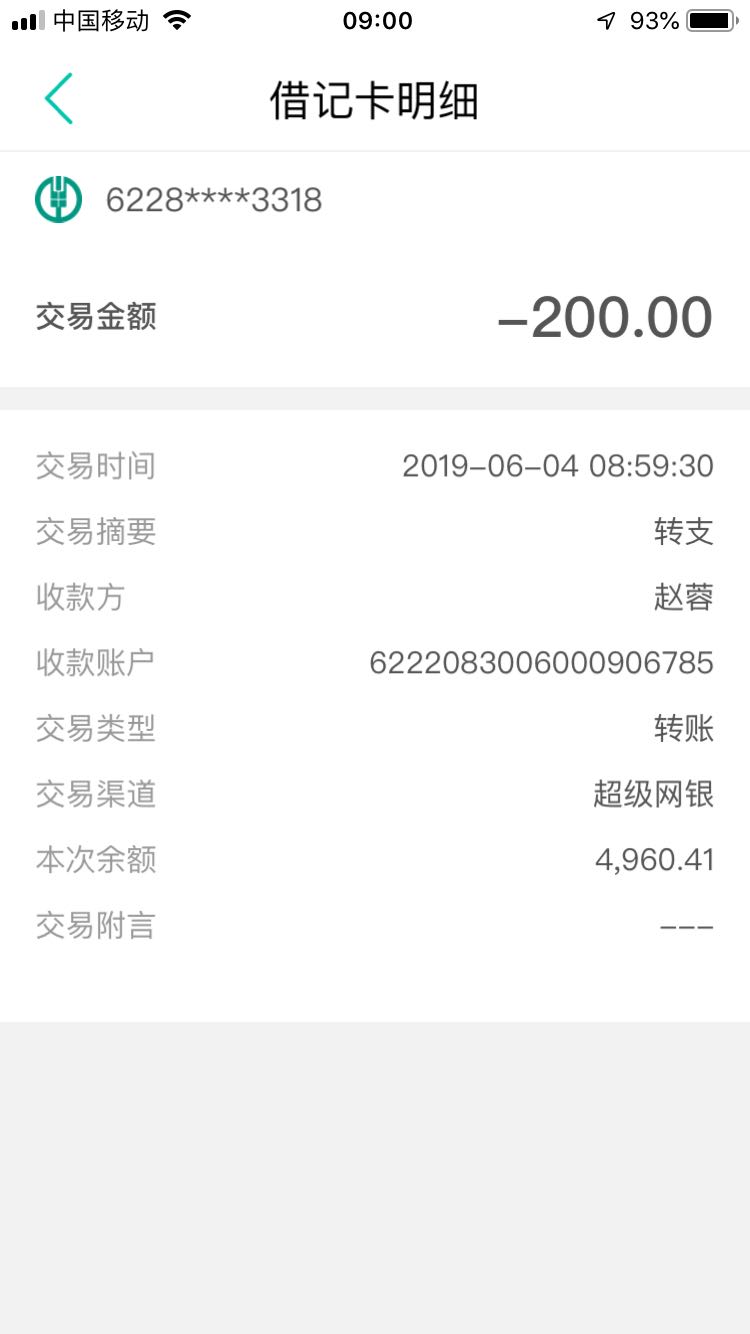 中国移动 09:00 93%
借记卡明细
6228****3318
交易金额 -200.00
交易时间 2019-06-04 08:59:30
交易摘要 转支
收款方 赵蓉
收款账户 6222083006000906785
交易类型 转账
交易渠道 超级网银
本次余额 4,960.41
交易附言 ---